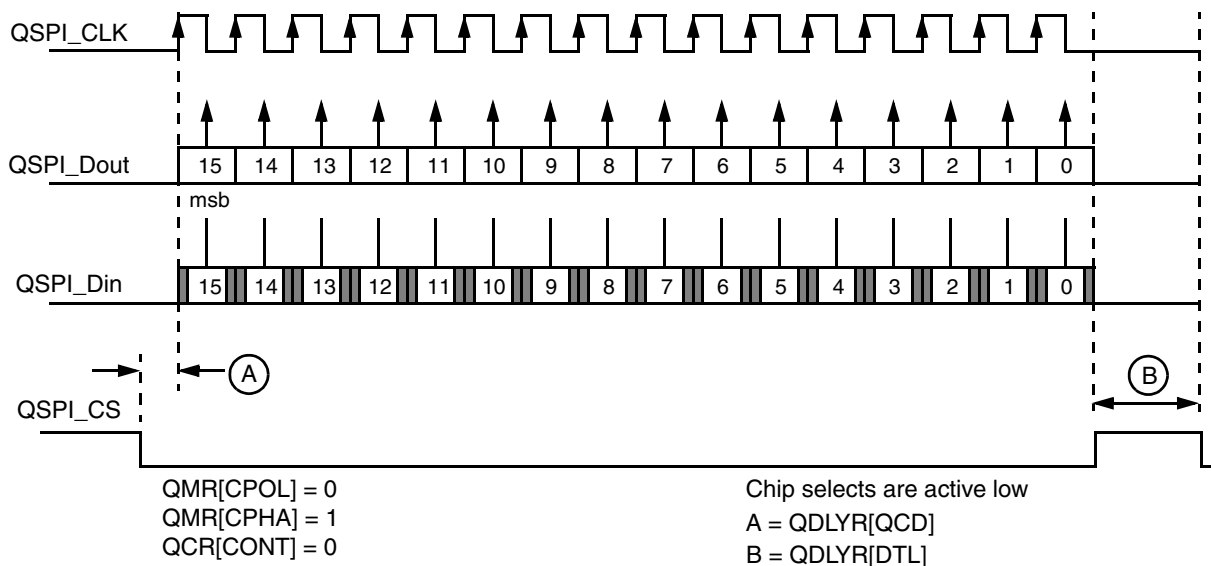 QSPI_CLK
QSPI_Dout
15 14 13 12 11 10 9 8 7 6 5 4 3 2 1 0
msb
QSPI_Din
15 14 13 12 11 10 9 8 7 6 5 4 3 2 1 0
A
B
QSPI_CS
QMR[CPOL] = 0
QMR[CPHA] = 1
QCR[CONT] = 0
Chip selects are active low
A = QDLYR[QCD]
B = QDLYR[DTL]